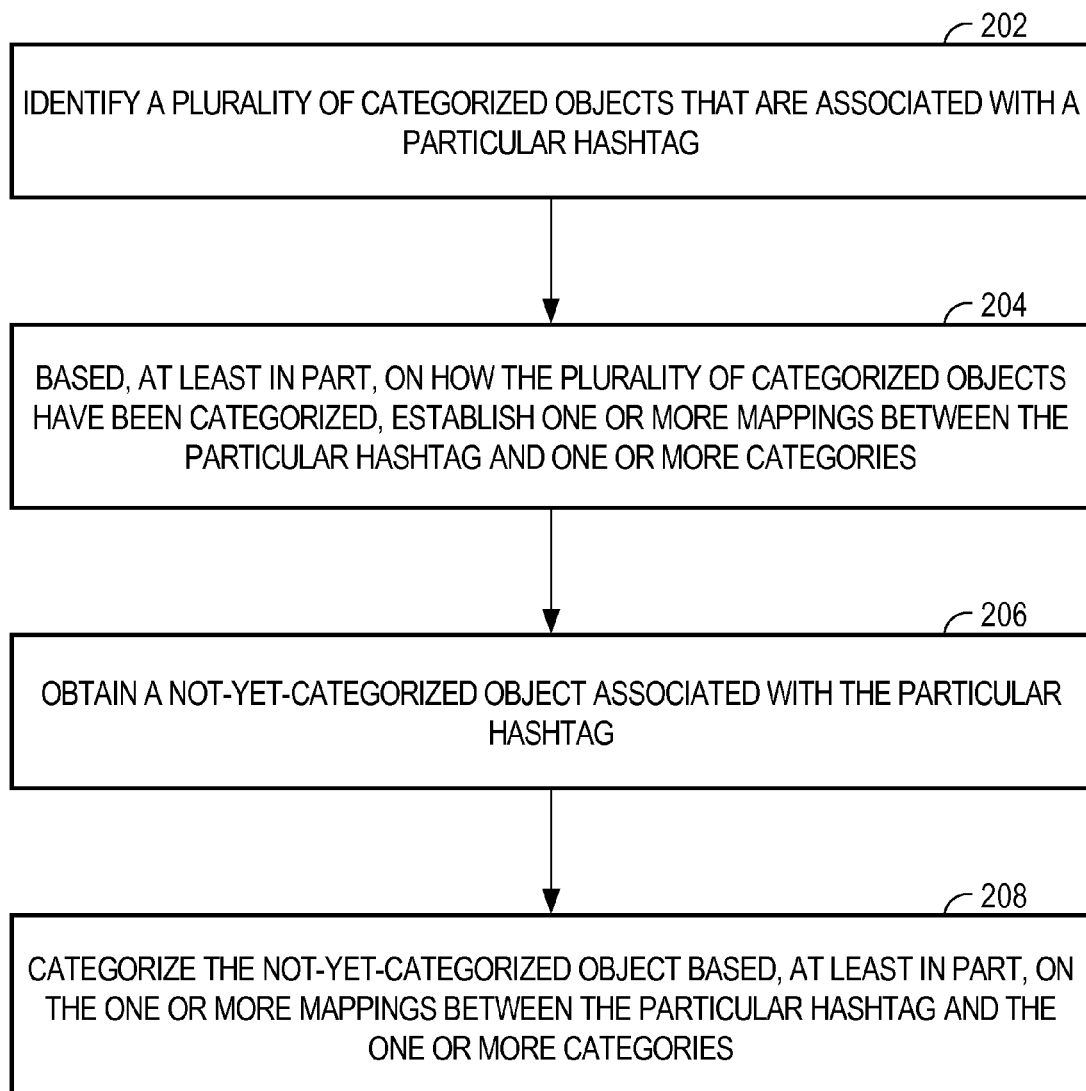 202
IDENTIFY A PLURALITY OF CATEGORIZED OBJECTS THAT ARE ASSOCIATED WITH A
PARTICULAR HASHTAG
204
BASED, AT LEAST IN PART, ON HOW THE PLURALITY OF CATEGORIZED OBJECTS
HAVE BEEN CATEGORIZED, ESTABLISH ONE OR MORE MAPPINGS BETWEEN THE
PARTICULAR HASHTAG AND ONE OR MORE CATEGORIES
206
OBTAIN A NOT-YET-CATEGORIZED OBJECT ASSOCIATED WITH THE PARTICULAR
HASHTAG
208
CATEGORIZE THE NOT-YET-CATEGORIZED OBJECT BASED, AT LEAST IN PART, ON
THE ONE OR MORE MAPPINGS BETWEEN THE PARTICULAR HASHTAG AND THE
ONE OR MORE CATEGORIES